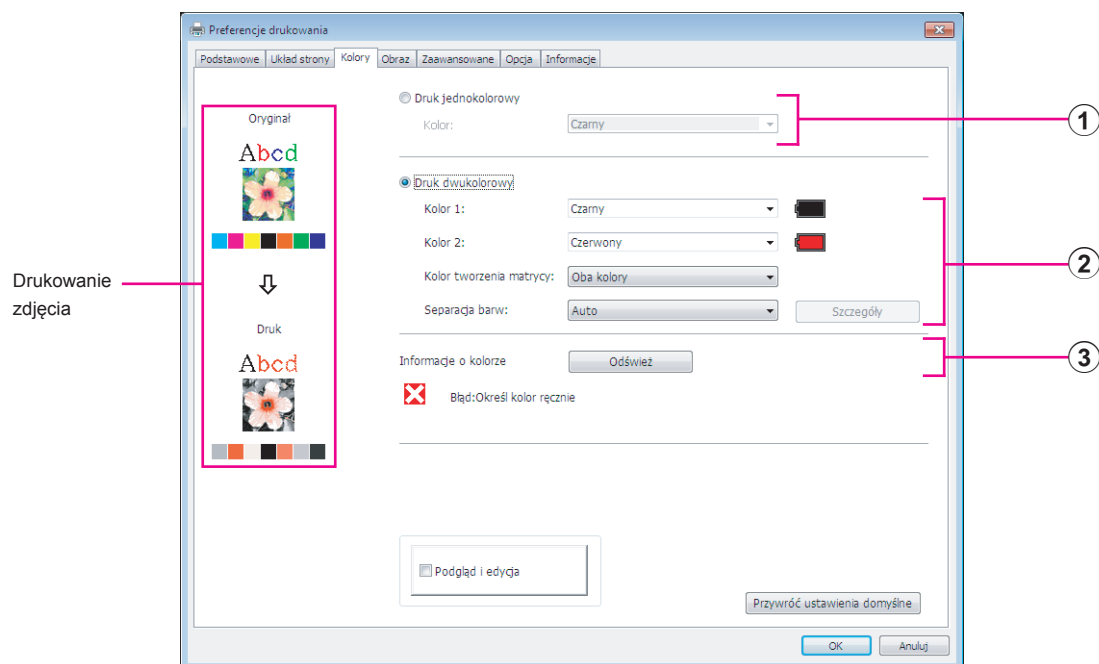 Preferencje drukowania
Podstawowe Układ strony Kolory Obraz Zaawansowane Opcja Informacje
Drukowanie
zdjęcia
Oryginał
Abcd
Druk
Abcd
Druk jednokolorowy
Kolor: Czarny
1
Druk dwukolorowy
Kolor 1: Czarny
Kolor 2: Czerwony
Kolor tworzenia matrycy: Oba kolory
Separacja barw: Auto Szczegóły
2
Informacje o kolorze Odśwież
3
Błąd:Określ kolor ręcznie
Podgląd i edycja
Przywróć ustawienia domyślne
OK Anuluj